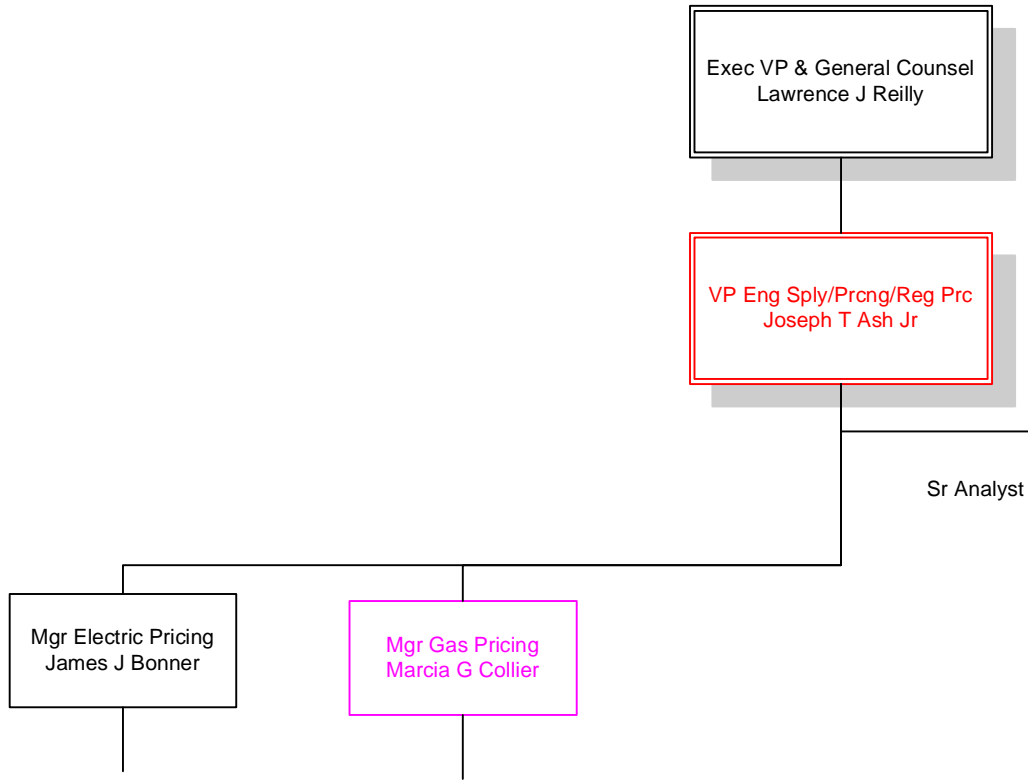 Exec VP & General Counsel
Lawrence J Reilly
VP Eng Sply/Prcng/Reg Prc
Joseph T Ash Jr
Sr Analyst
Mgr Electric Pricing
James J Bonner
Mgr Gas Pricing
Marcia G Collier